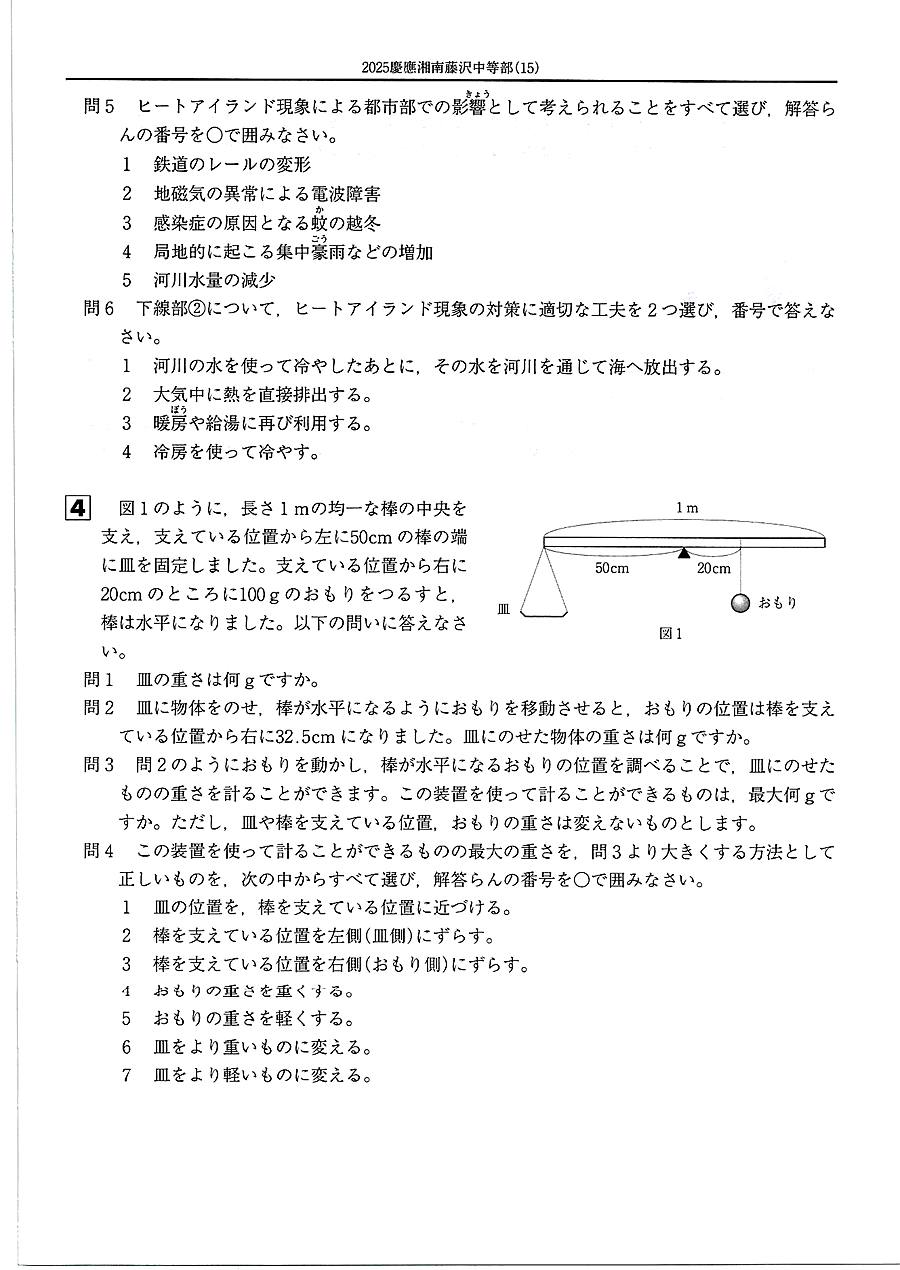 2025慶應湘南藤沢中等部(15)
問5 ヒートアイランド現象による都市部での影響として考えられることをすべて選び，解答ら
んの番号を○で囲みなさい。
1 鉄道のレールの変形
2 地磁気の異常による電波障害
3 感染症の原因となる蚊の越冬
4 局地的に起こる集中豪雨などの増加
5 河川水量の減少
問6 下線部②について，ヒートアイランド現象の対策に適切な工夫を2つ選び，番号で答えな
さい。
1 河川の水を使って冷やしたあとに，その水を河川を通じて海へ放出する。
2 大気中に熱を直接排出する。
3 暖房や給湯に再び利用する。
4 冷房を使って冷やす。
4 図1のように，長さ1mの均一な棒の中央を
支え，支えている位置から左に50cmの棒の端
に皿を固定しました。支えている位置から右に
20cmのところに100gのおもりをつるすと，
棒は水平になりました。以下の問いに答えなさ
い。
1m
50cm
20cm
皿
おもり
図1
問1 皿の重さは何gですか。
問2 皿に物体をのせ，棒が水平になるようにおもりを移動させると，おもりの位置は棒を支え
ている位置から右に32.5cmになりました。皿にのせた物体の重さは何gですか。
問3 問2のようにおもりを動かし，棒が水平になるおもりの位置を調べることで，皿にのせた
ものの重さを計ることができます。この装置を使って計ることができるものは，最大何gで
すか。ただし，皿や棒を支えている位置，おもりの重さは変えないものとします。
問4 この装置を使って計ることができるものの最大の重さを，問3より大きくする方法として
正しいものを，次の中からすべて選び，解答らんの番号を○で囲みなさい。
1 皿の位置を，棒を支えている位置に近づける。
2 棒を支えている位置を左側(皿側)にずらす。
3 棒を支えている位置を右側(おもり側)にずらす。
4 おもりの重さを重くする。
5 おもりの重さを軽くする。
6 皿をより重いものに変える。
7 皿をより軽いものに変える。